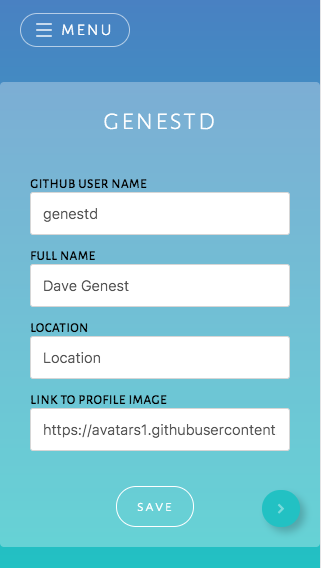 MENU
GENESTD
GITHUB USER NAME
genestd
FULL NAME
Dave Genest
LOCATION
Location
LINK TO PROFILE IMAGE
https://avatars1.githubusercontent
SAVE